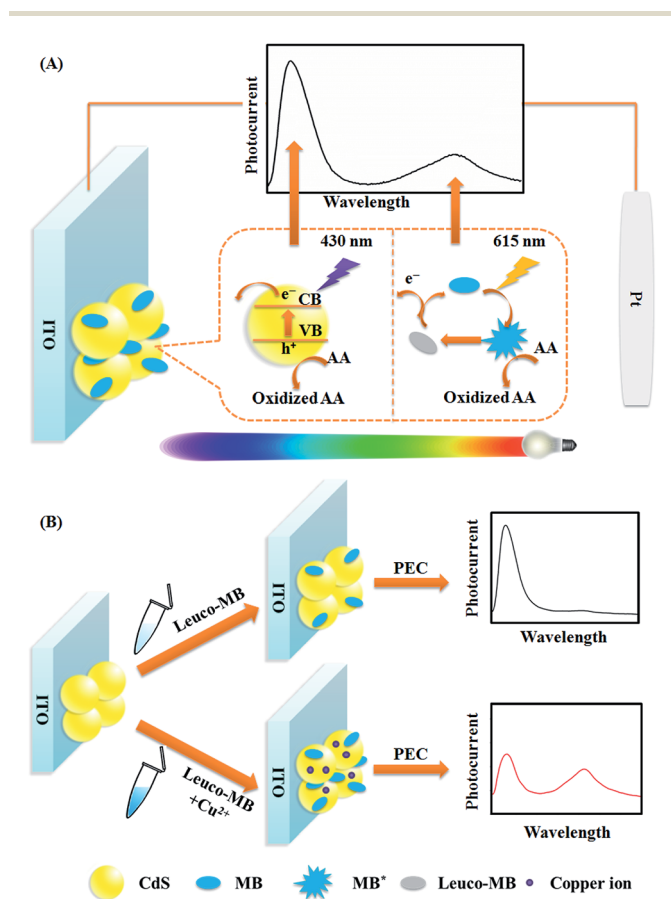 (A)
Photocurrent
Wavelength
430 nm
615 nm
e⁻
CB
VB
h⁺
AA
Oxidized AA
e⁻
AA
Oxidized AA
ITO
Pt
(B)
ITO
Leuco-MB
ITO
PEC
Photocurrent
Wavelength
Leuco-MB
+Cu²⁺
ITO
PEC
Photocurrent
Wavelength
CdS
MB
MB*
Leuco-MB
Copper ion